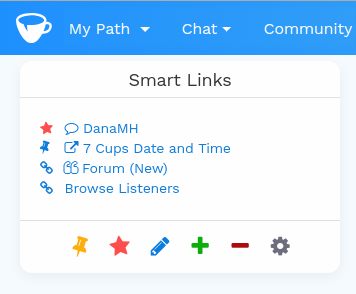 My Path Chat Community
Smart Links
DanaMH
7 Cups Date and Time
Forum (New)
Browse Listeners